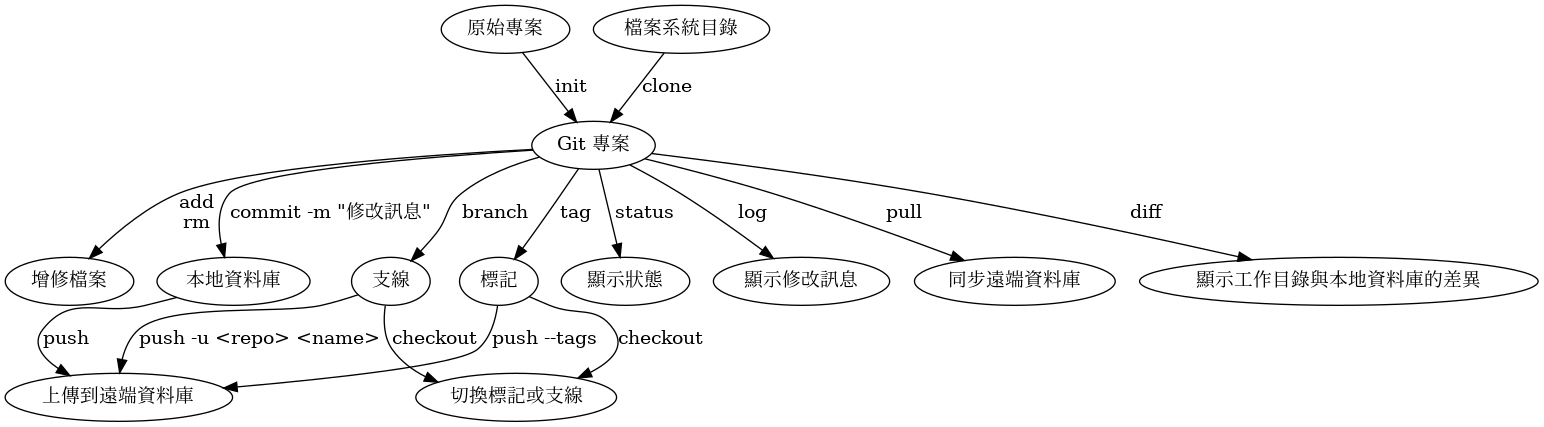 原始專案
檔案系統目錄
init
clone
Git 專案
add
rm
commit -m "修改訊息"
branch
tag
status
log
pull
diff
增修檔案
本地資料庫
支線
標記
顯示狀態
顯示修改訊息
同步遠端資料庫
顯示工作目錄與本地資料庫的差異
push
push -u <repo> <name>
checkout
push --tags
checkout
上傳到遠端資料庫
切換標記或支線